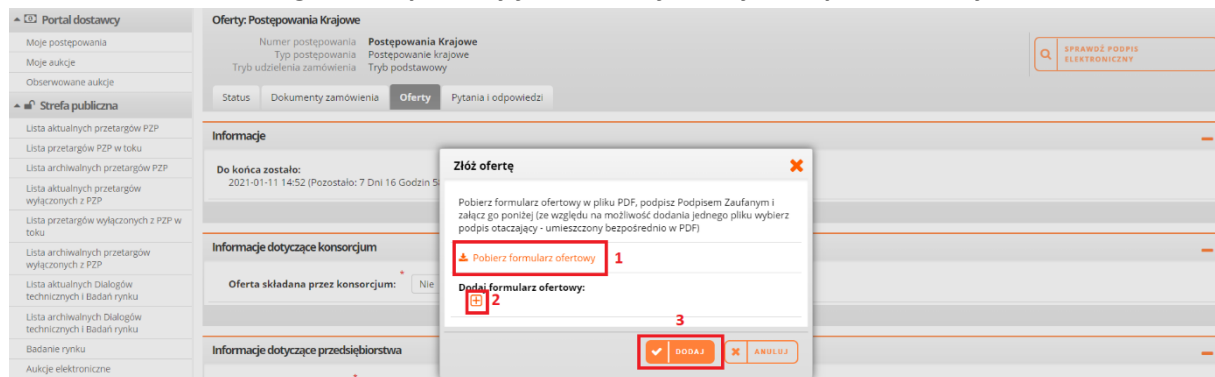 Portal dostawcy
Moje postępowania
Moje aukcje
Obserwowane aukcje
Strefa publiczna
Lista aktualnych przetargów PZP
Lista przetargów PZP w toku
Lista archiwalnych przetargów PZP
Lista aktualnych przetargów
wyłączonych z PZP
Lista przetargów wyłączonych z PZP w
toku
Lista archiwalnych przetargów
wyłączonych z PZP
Lista aktualnych Dialogów
technicznych i Badań rynku
Lista archiwalnych Dialogów
technicznych i Badań rynku
Badanie rynku
Aukcje elektroniczne
Oferty: Postępowania Krajowe
Numer postępowania Postępowania Krajowe
Typ postępowania Postępowanie krajowe
Tryb udzielenia zamówienia Tryb podstawowy
SPRAWDŹ PODPIS
ELEKTRONICZNY
Status Dokumenty zamówienia Oferty Pytania i odpowiedzi
Informacje
Do końca zostało:
2021-01-11 14:52 (Pozostało: 7 Dni 16 Godzin
Informacje dotyczące konsorcjum
Oferta składana przez konsorcjum: * Nie
Informacje dotyczące przedsiębiorstwa
Złóż ofertę
Pobierz formularz ofertowy w pliku PDF, podpisz Podpisem Zaufanym i
załącz go poniżej (ze względu na możliwość dodania jednego pliku wybierz
podpis otaczający - umieszczony bezpośrednio w PDF)
Pobierz formularz ofertowy 1
Dodaj formularz ofertowy:
2
3
DODAJ ANULUJ